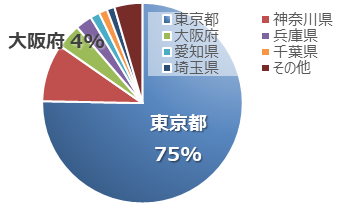 東京都 神奈川県
大阪府 兵庫県
愛知県 千葉県
埼玉県 その他
大阪府 4%
東京都
75%